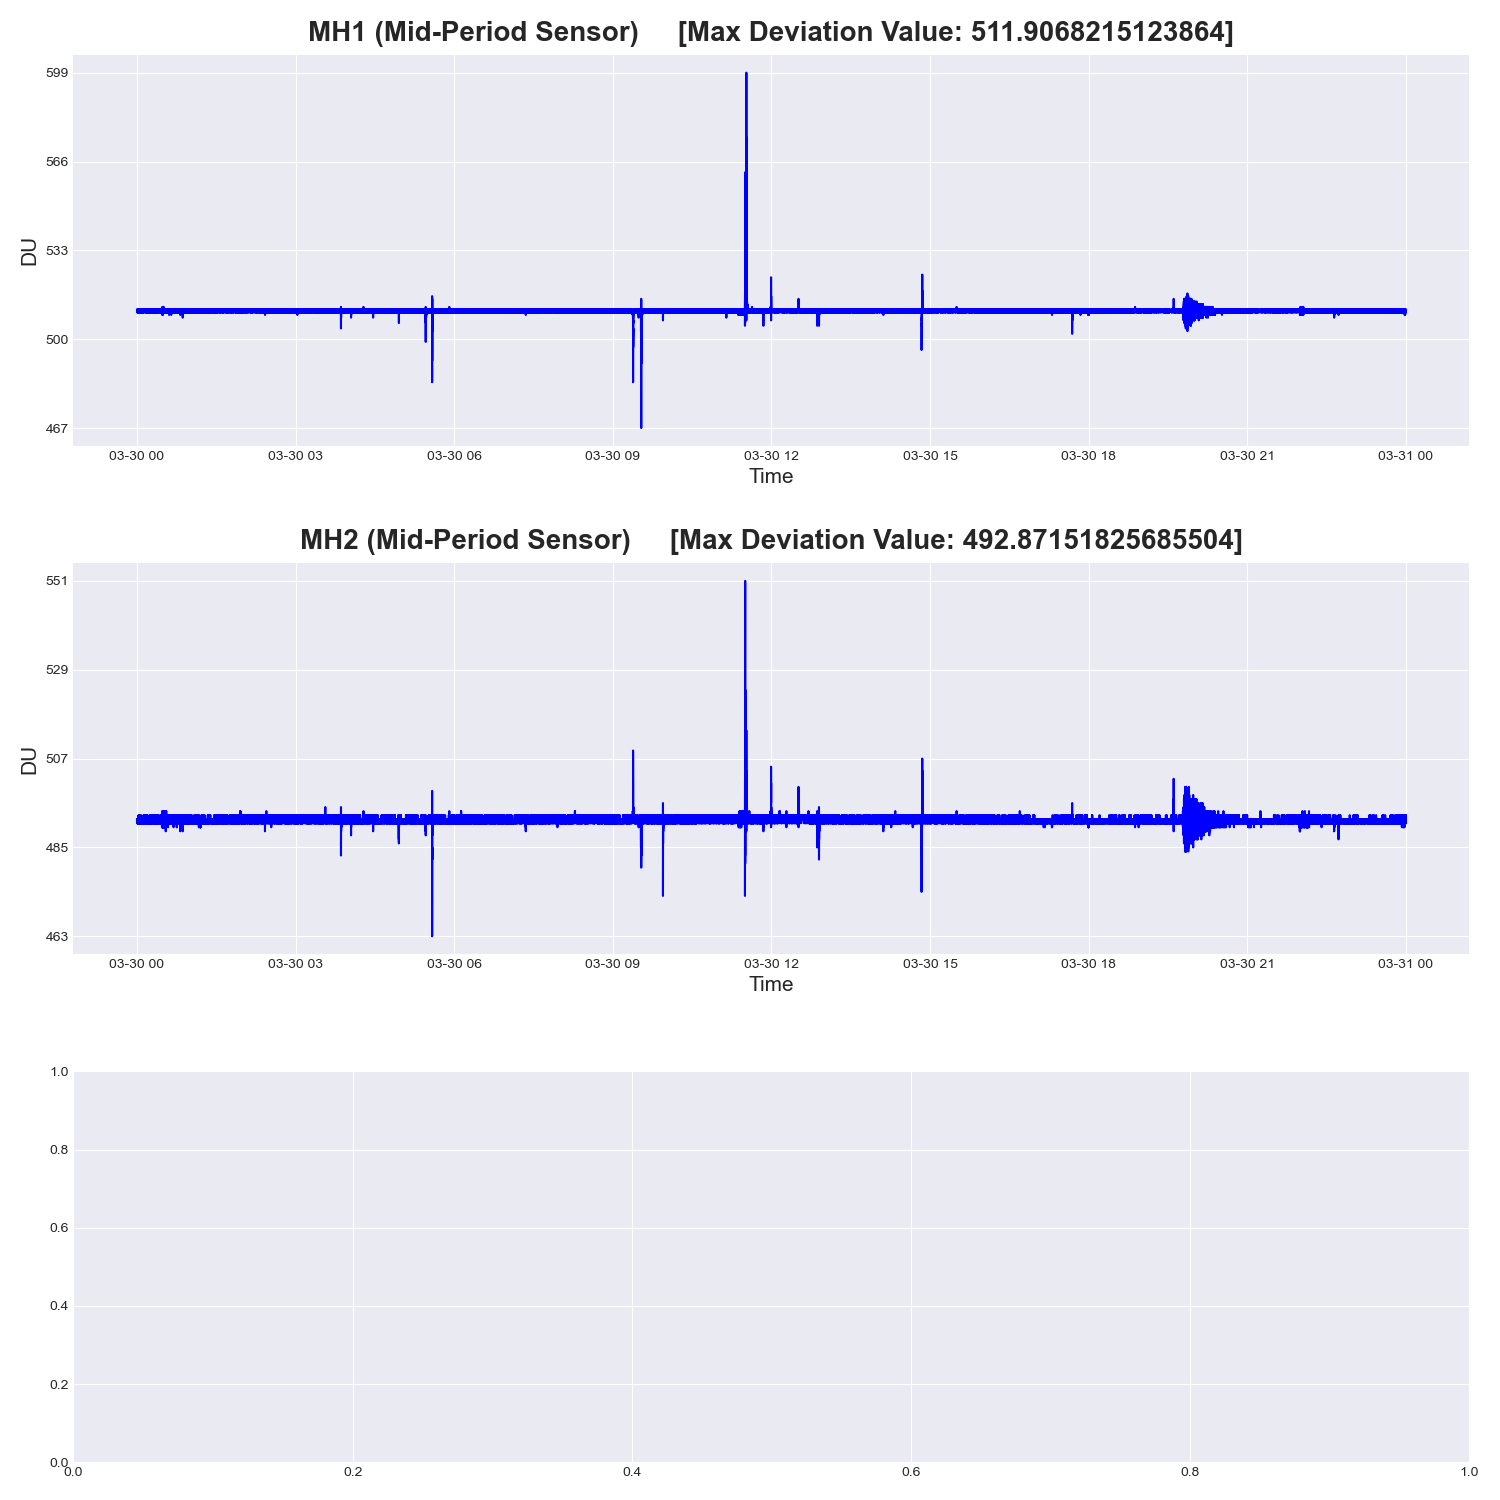 MH1 (Mid-Period Sensor) [Max Deviation Value: 511.9068215123864]
599
566
533
500
467
DU
03-30 00 03-30 03 03-30 06 03-30 09 03-30 12 03-30 15 03-30 18 03-30 21 03-31 00
Time
MH2 (Mid-Period Sensor) [Max Deviation Value: 492.87151825685504]
551
529
507
485
463
DU
03-30 00 03-30 03 03-30 06 03-30 09 03-30 12 03-30 15 03-30 18 03-30 21 03-31 00
Time
1.0
0.8
0.6
0.4
0.2
0.0
0.0 0.2 0.4 0.6 0.8 1.0